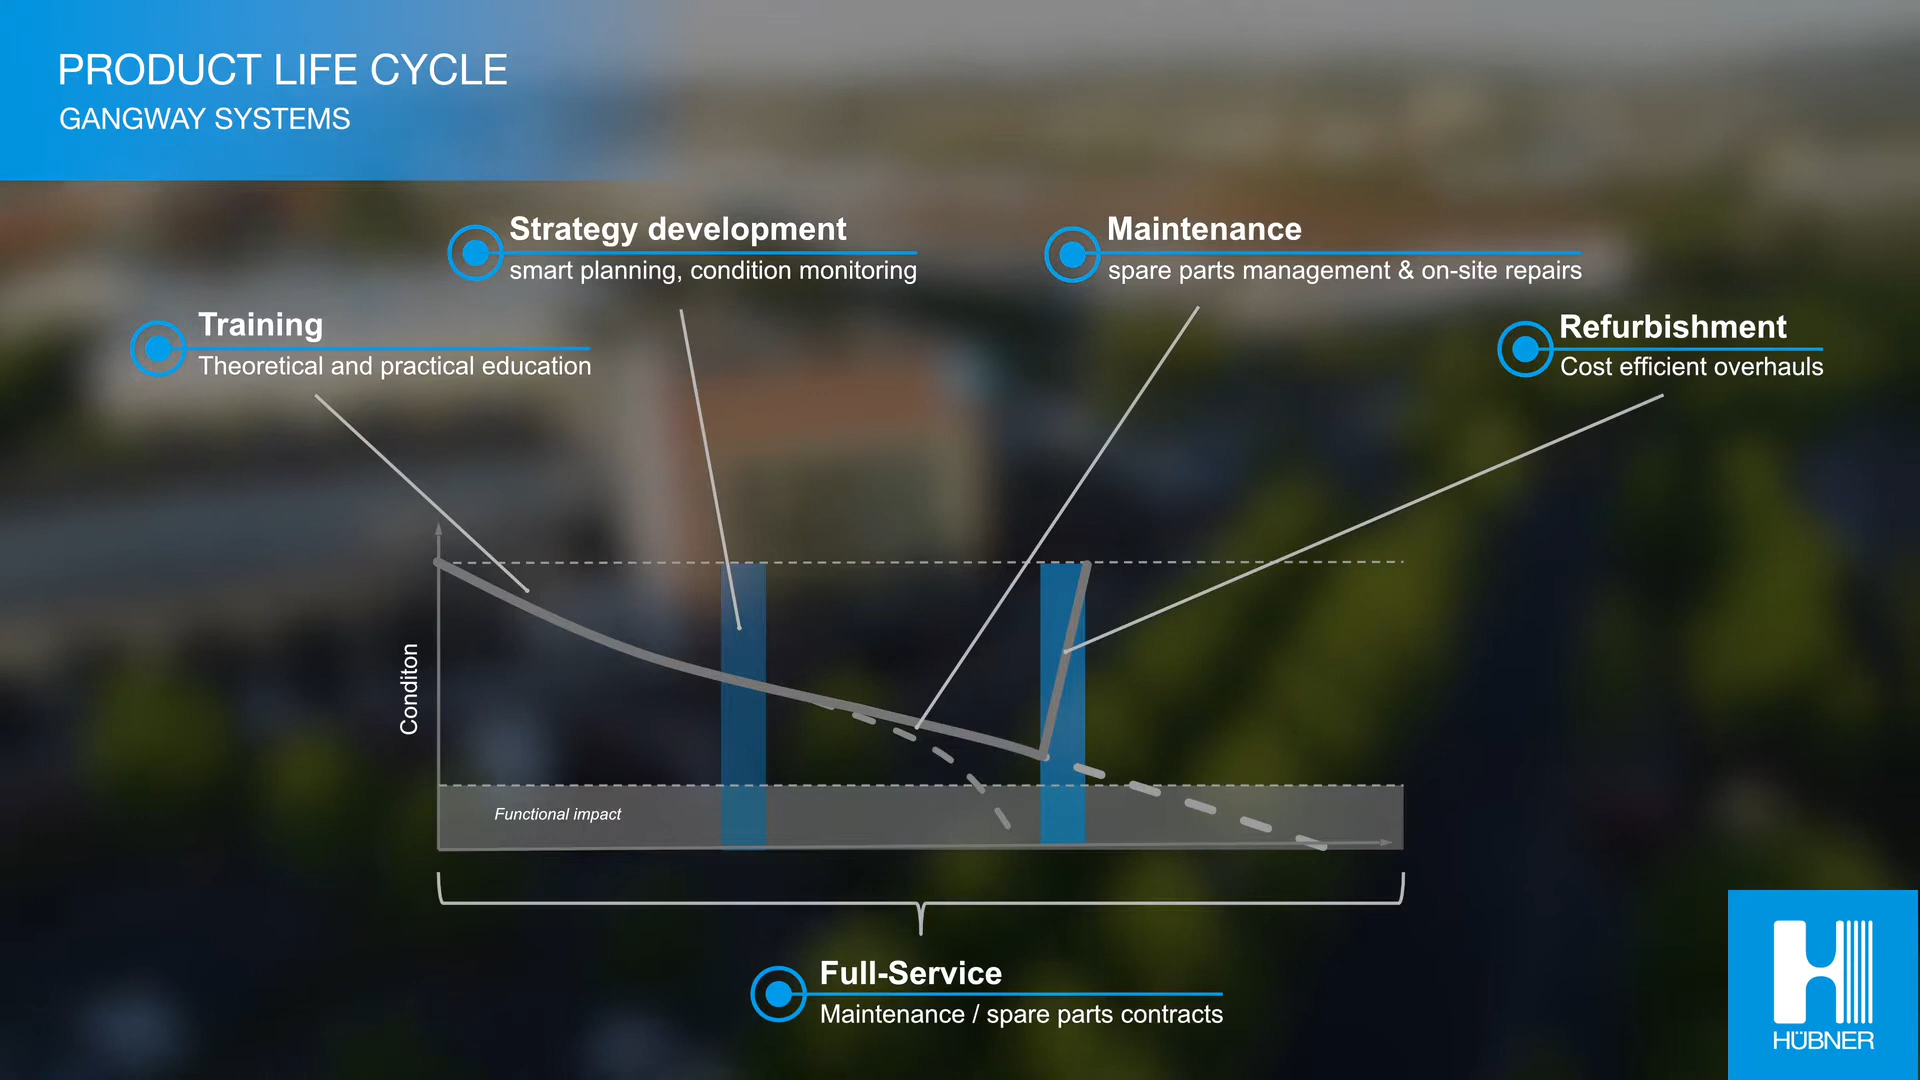 PRODUCT LIFE CYCLE
GANGWAY SYSTEMS
Strategy development
smart planning, condition monitoring
Maintenance
spare parts management & on-site repairs
Training
Theoretical and practical education
Refurbishment
Cost efficient overhauls
Conditon
Functional impact
Full-Service
Maintenance / spare parts contracts
HÜBNER